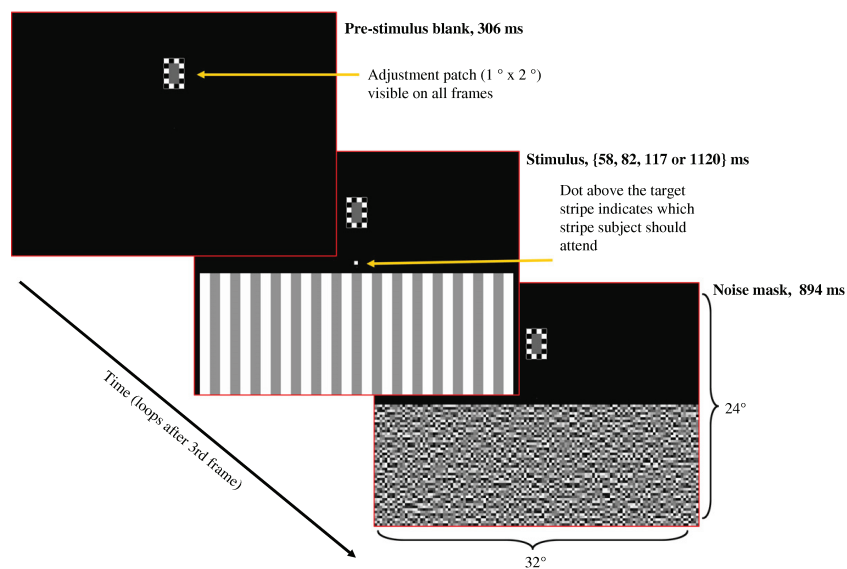 Pre-stimulus blank, 306 ms
Adjustment patch (1 ° x 2 °)
visible on all frames
Stimulus, {58, 82, 117 or 1120} ms
Dot above the target
stripe indicates which
stripe subject should
attend
Noise mask,  894 ms
24°
Time (loops after 3rd frame)
32°